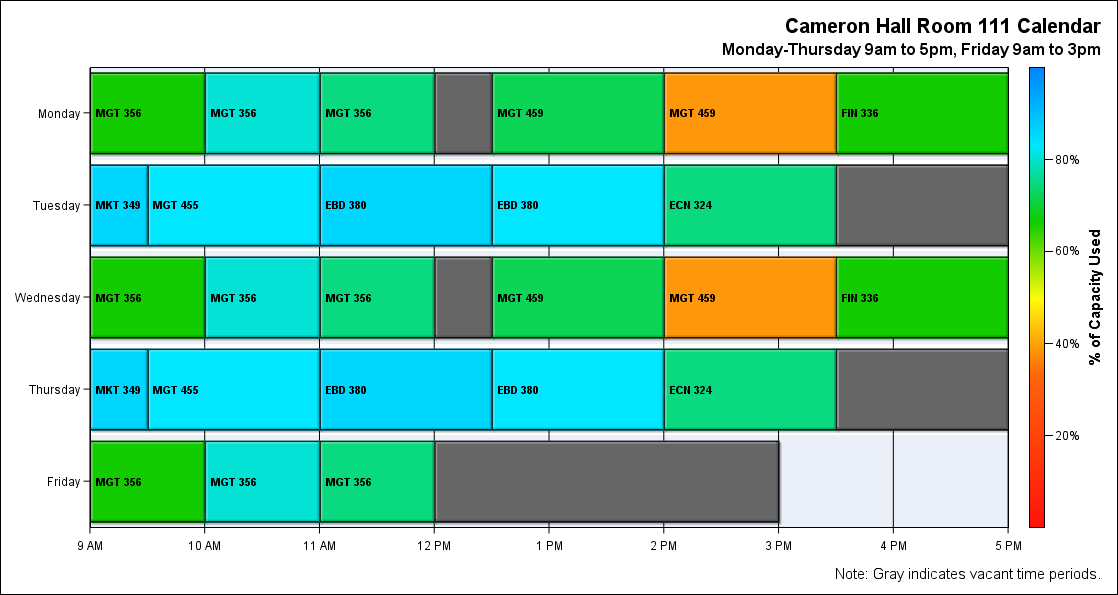 Cameron Hall Room 111 Calendar
Monday-Thursday 9am to 5pm, Friday 9am to 3pm
Monday
MGT 356
MGT 356
MGT 356
MGT 459
MGT 459
FIN 336
Tuesday
MKT 349
MGT 455
EBD 380
EBD 380
ECN 324
Wednesday
MGT 356
MGT 356
MGT 356
MGT 459
MGT 459
FIN 336
Thursday
MKT 349
MGT 455
EBD 380
EBD 380
ECN 324
Friday
MGT 356
MGT 356
MGT 356
9 AM
10 AM
11 AM
12 PM
1 PM
2 PM
3 PM
4 PM
5 PM
80%
60%
40%
20%
% of Capacity Used
Note: Gray indicates vacant time periods.